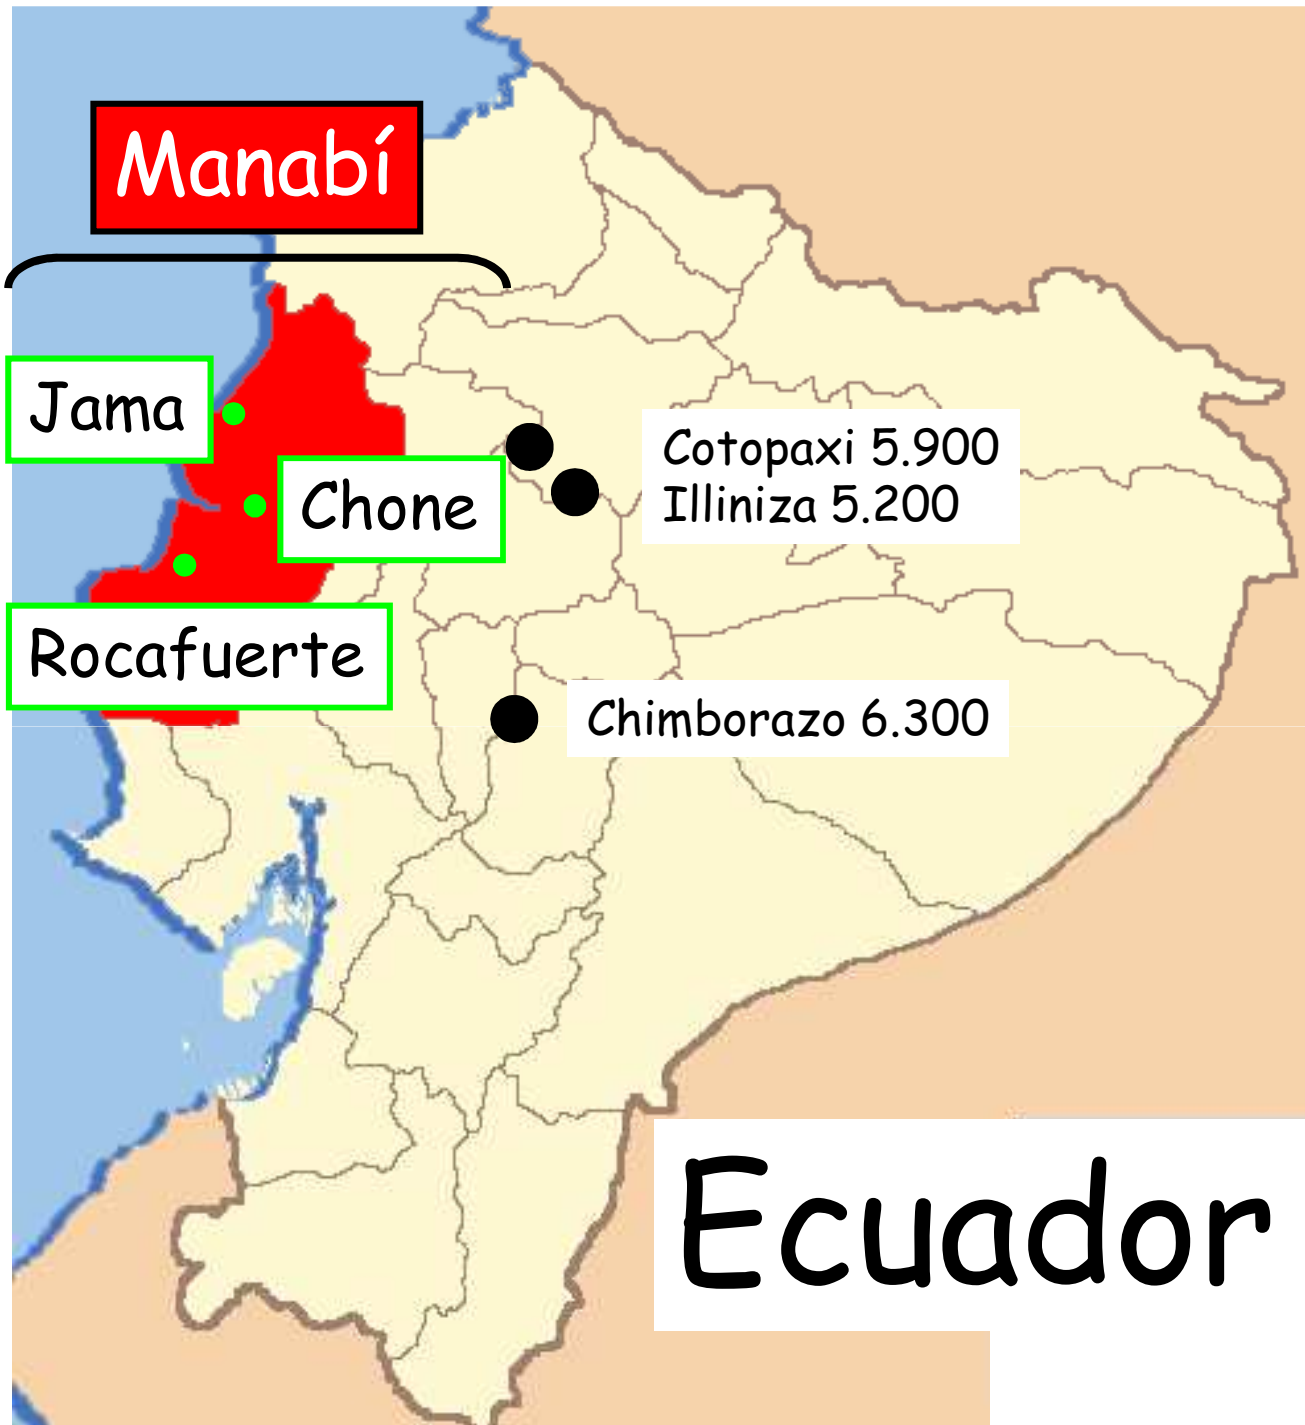 Manabí
Jama
Cotopaxi 5.900
Illiniza 5.200
Chone
Rocafuerte
Chimborazo 6.300
Ecuador